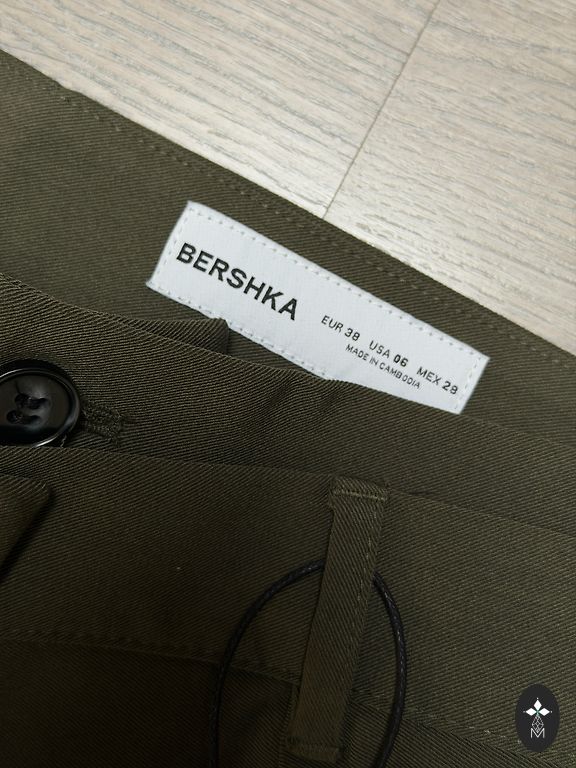 BERSHKA
EUR 38 USA 06 MEX 28
MADE IN CAMBODIA
M